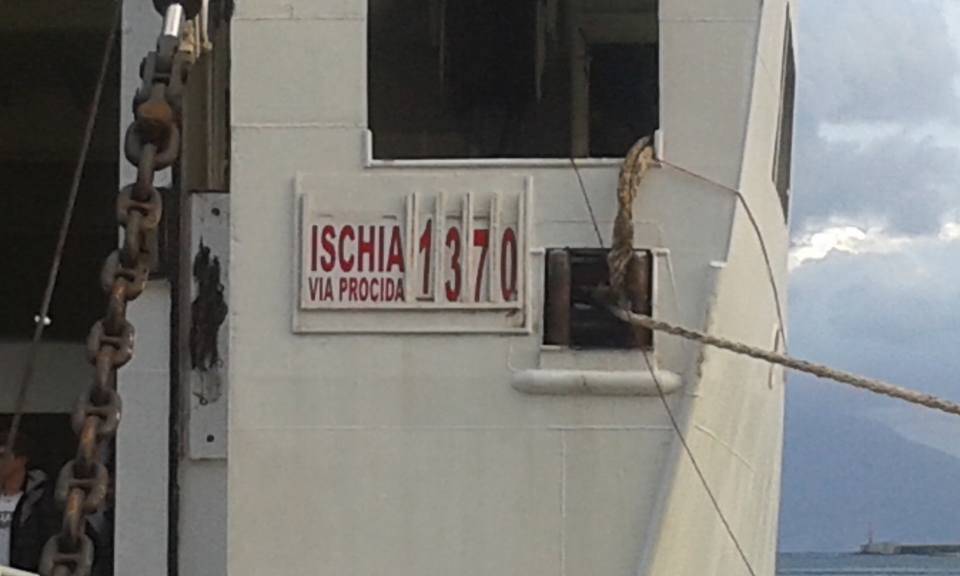 ISCHIA 1370
VIA PROCIDA